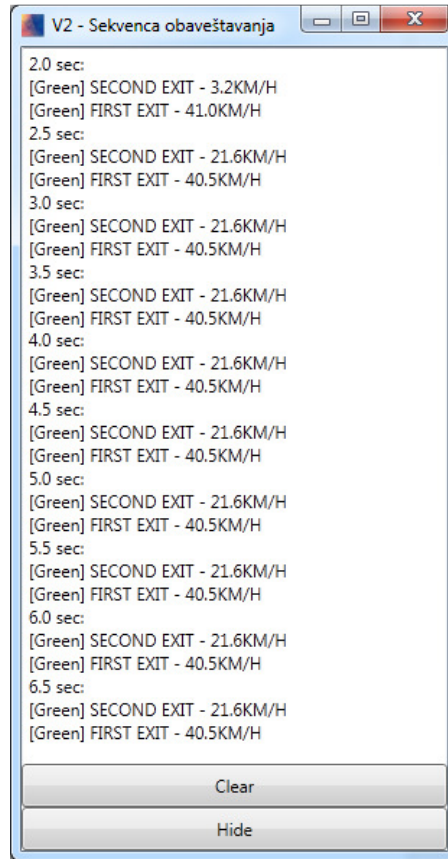 V2 - Sekvenca obaveštavanja
2.0 sec:
[Green] SECOND EXIT - 3.2KM/H
[Green] FIRST EXIT - 41.0KM/H
2.5 sec:
[Green] SECOND EXIT - 21.6KM/H
[Green] FIRST EXIT - 40.5KM/H
3.0 sec:
[Green] SECOND EXIT - 21.6KM/H
[Green] FIRST EXIT - 40.5KM/H
3.5 sec:
[Green] SECOND EXIT - 21.6KM/H
[Green] FIRST EXIT - 40.5KM/H
4.0 sec:
[Green] SECOND EXIT - 21.6KM/H
[Green] FIRST EXIT - 40.5KM/H
4.5 sec:
[Green] SECOND EXIT - 21.6KM/H
[Green] FIRST EXIT - 40.5KM/H
5.0 sec:
[Green] SECOND EXIT - 21.6KM/H
[Green] FIRST EXIT - 40.5KM/H
5.5 sec:
[Green] SECOND EXIT - 21.6KM/H
[Green] FIRST EXIT - 40.5KM/H
6.0 sec:
[Green] SECOND EXIT - 21.6KM/H
[Green] FIRST EXIT - 40.5KM/H
6.5 sec:
[Green] SECOND EXIT - 21.6KM/H
[Green] FIRST EXIT - 40.5KM/H
Clear
Hide